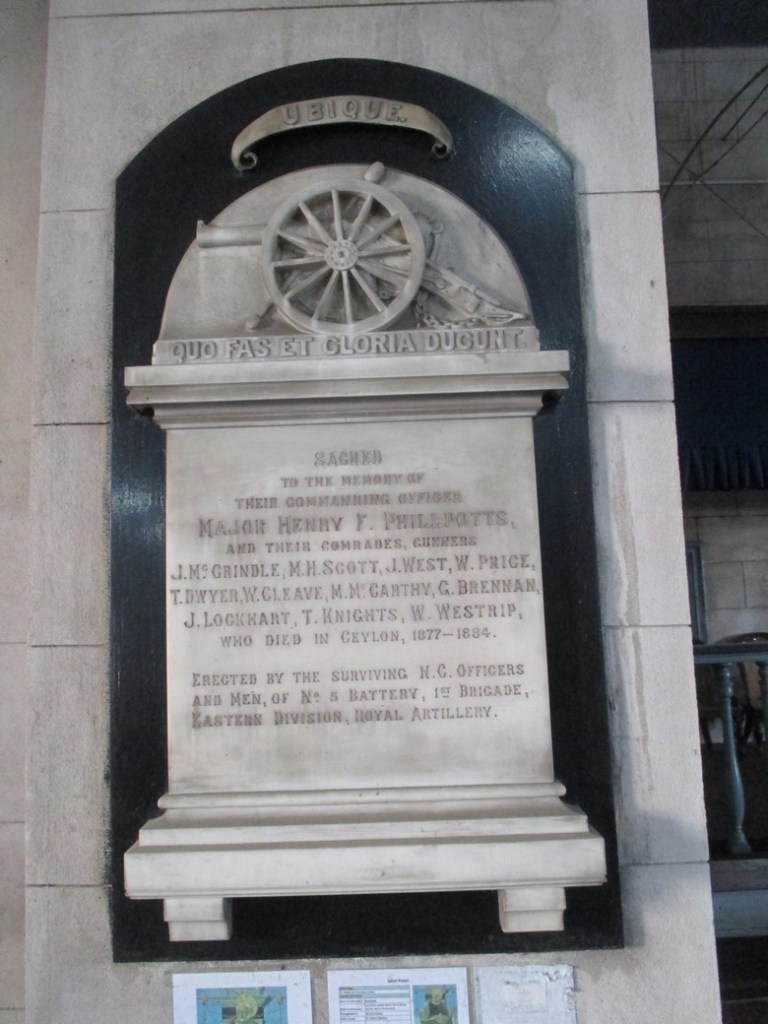 UBIQUE.
QUO FAS ET GLORIA DUCUNT.
SACRED
TO THE MEMORY OF
THEIR COMMANDING OFFICER
MAJOR HENRY F. PHILLPOTTS,
AND THEIR COMRADES, GUNNERS
J. Mc GRINDLE, M.H. SCOTT, J. WEST, W. PRICE,
T. DWYER, W. CLEAVE, M. Mc CARTHY, G. BRENNAN,
J. LOCKHART, T. KNIGHTS, W. WESTRIP,
WHO DIED IN CEYLON, 1877-1884.
ERECTED BY THE SURVIVING N.C. OFFICERS
AND MEN, OF No 5 BATTERY, 1ST BRIGADE,
EASTERN DIVISION, ROYAL ARTILLERY.